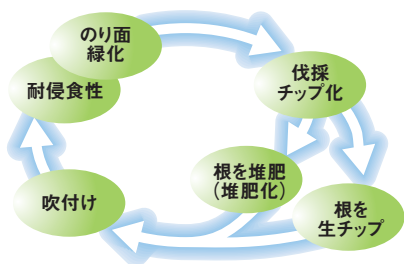 のり面
緑化
耐侵食性
伐採
チップ化
根を堆肥
(堆肥化)
根を
生チップ
吹付け